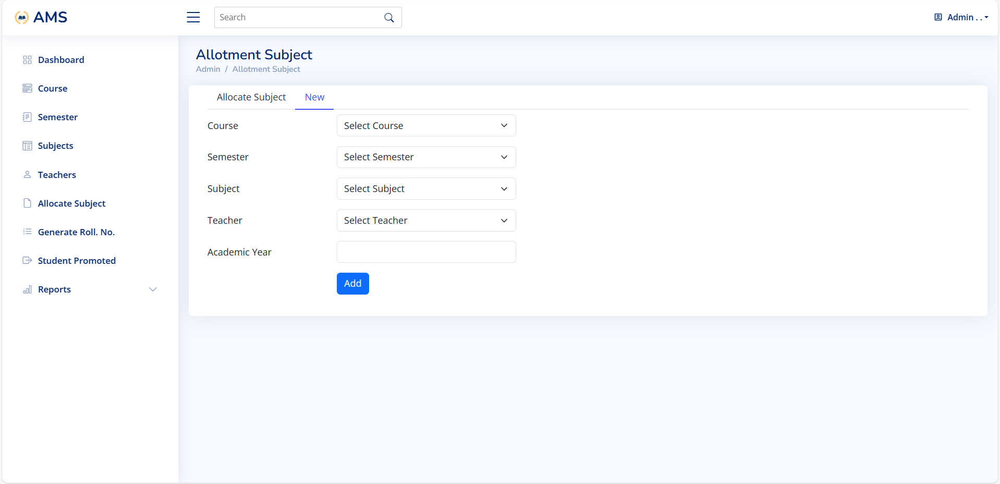 AMS
Search
Admin . .
Dashboard
Course
Semester
Subjects
Teachers
Allocate Subject
Generate Roll. No.
Student Promoted
Reports
Allotment Subject
Admin / Allotment Subject
Allocate Subject New
Course Select Course
Semester Select Semester
Subject Select Subject
Teacher Select Teacher
Academic Year
Add